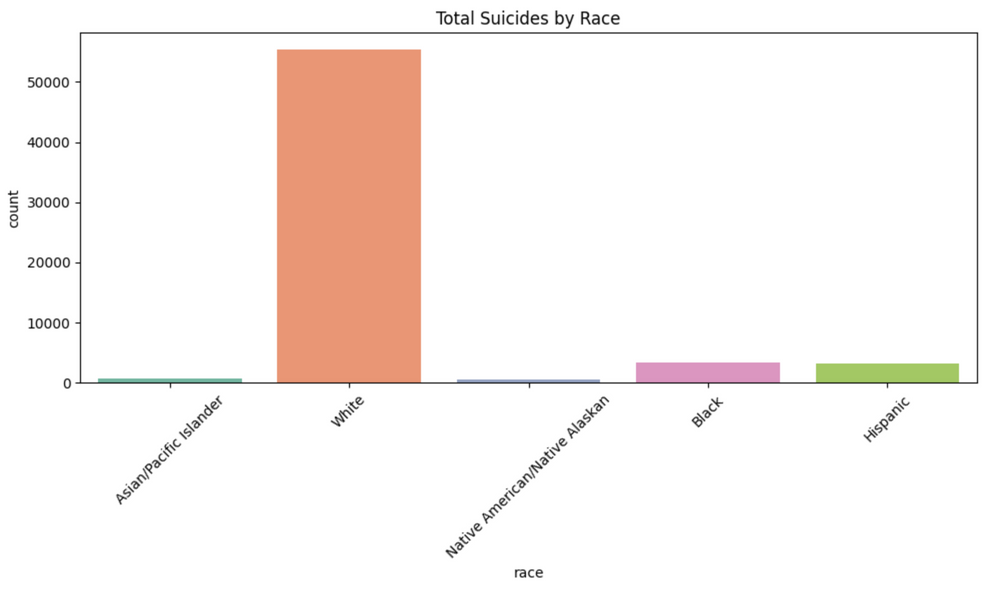 Total Suicides by Race
count
50000
40000
30000
20000
10000
0
Asian/Pacific Islander
White
Native American/Native Alaskan
Black
Hispanic
race